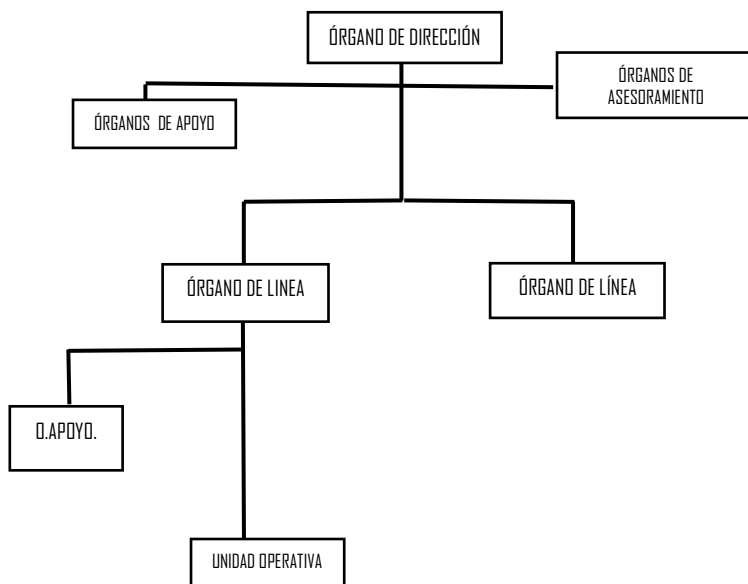 ÓRGANO DE DIRECCIÓN
ÓRGANOS DE
ASESORAMIENTO
ÓRGANOS DE APOYO
ÓRGANO DE LINEA
ÓRGANO DE LÍNEA
O.APOYO.
UNIDAD OPERATIVA